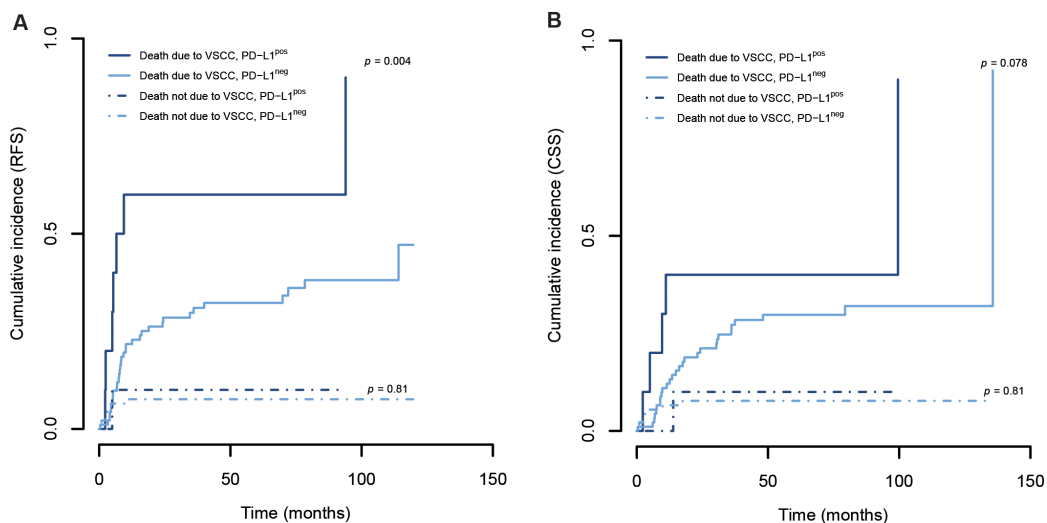 A
Cumulative incidence (RFS)
1.0
0.5
0.0
Death due to VSCC, PD−L1pos
Death due to VSCC, PD−L1neg
Death not due to VSCC, PD−L1pos
Death not due to VSCC, PD−L1neg
p = 0.004
p = 0.81
0 50 100 150
Time (months)
B
Cumulative incidence (CSS)
1.0
0.5
0.0
Death due to VSCC, PD−L1pos
Death due to VSCC, PD−L1neg
Death not due to VSCC, PD−L1pos
Death not due to VSCC, PD−L1neg
p = 0.078
p = 0.81
0 50 100 150
Time (months)